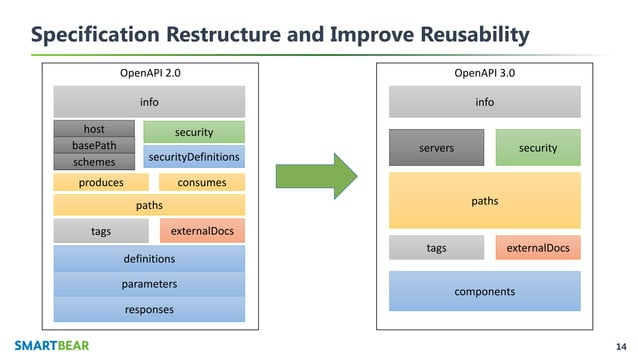 Specification Restructure and Improve Reusability
OpenAPI 2.0
info
host
basePath
schemes
security
securityDefinitions
produces
consumes
paths
tags
externalDocs
definitions
parameters
responses
OpenAPI 3.0
info
servers
security
paths
tags
externalDocs
components
SMARTBEAR
14